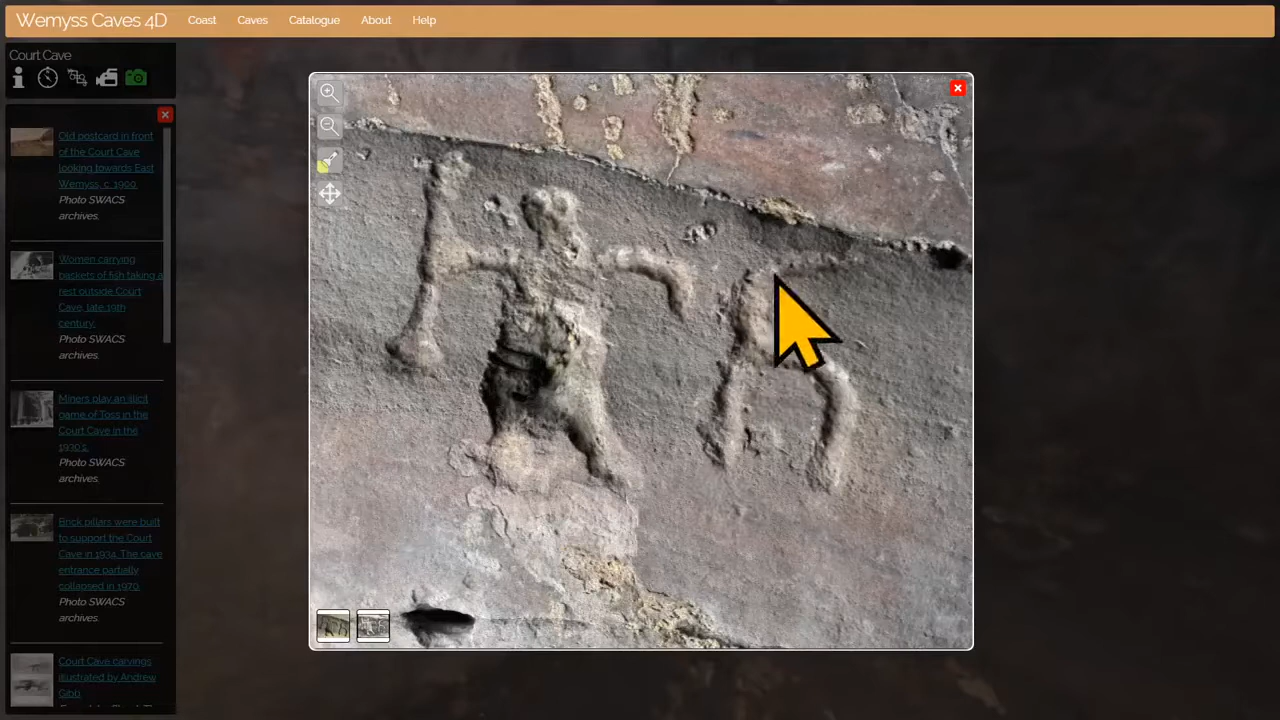 Wemyss Caves 4D Coast Caves Catalogue About Help
Court Cave
Old postcard in front
of the Court Cave
looking towards East
Wemyss, c. 1900.
Photo SWACS
archives.
Women carrying
baskets of fish taking a
rest outside Court
Cave, late 19th
century.
Photo SWACS
archives.
Miners play an illicit
game of Toss in the
Court Cave in the
1930's.
Photo SWACS
archives.
Brick pillars were built
to support the Court
Cave in 1934. The cave
entrance partially
collapsed in 1970.
Photo SWACS
archives.
Court Cave carvings
illustrated by Andrew
Gibb.